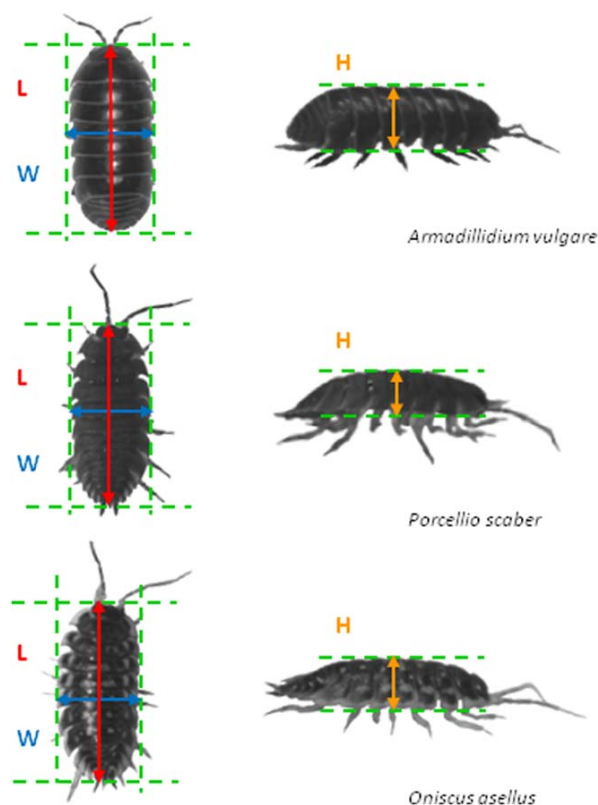 L
H
W
Armadillidium vulgare
L
H
W
Porcellio scaber
L
H
W
Oniscus asellus